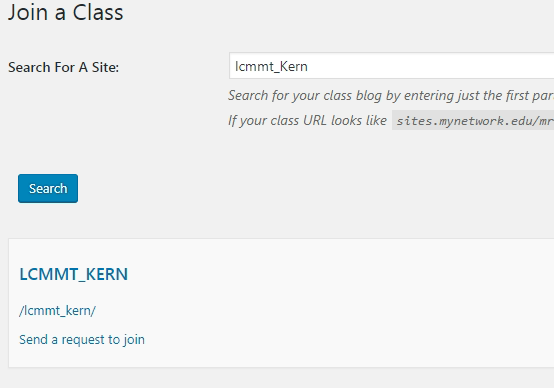 Join a Class
Search For A Site:
lcmmt_Kern
Search for your class blog by entering just the first par
If your class URL looks like sites.mynetwork.edu/mr
Search
LCMMT_KERN
/lcmmt_kern/
Send a request to join